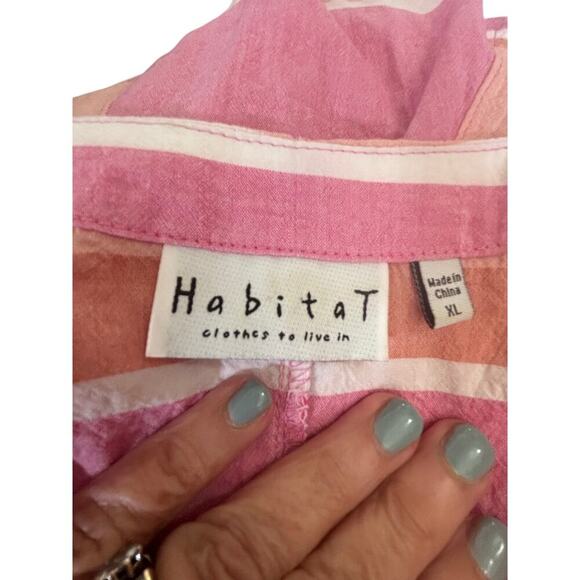 HabitaT
clothes to live in
Made in
China
XL